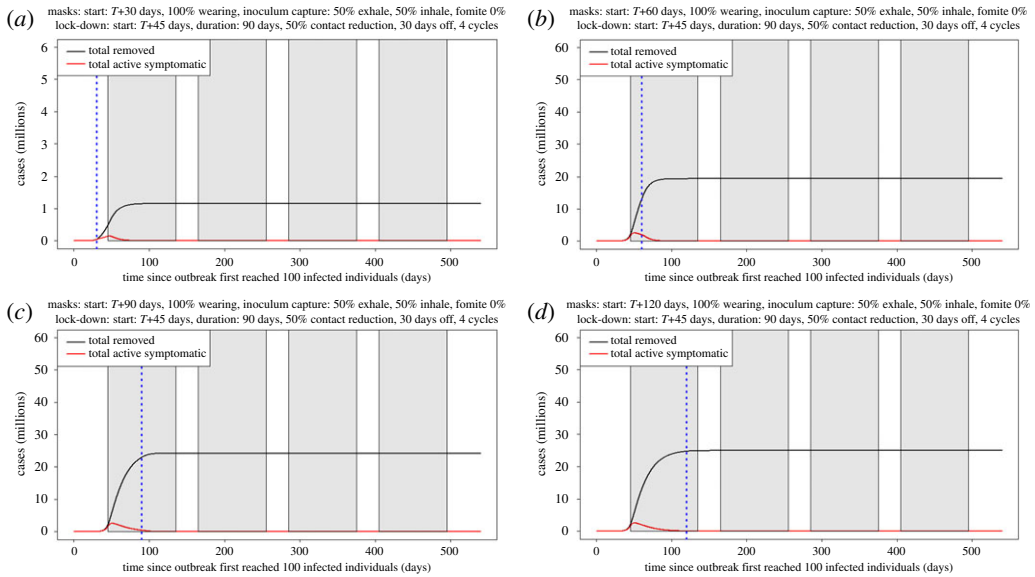 (a)
masks: start: T+30 days, 100% wearing, inoculum capture: 50% exhale, 50% inhale, fomite 0%
lock-down: start: T+45 days, duration: 90 days, 50% contact reduction, 30 days off, 4 cycles
total removed
total active symptomatic
6
5
4
3
2
1
0
cases (millions)
0 100 200 300 400 500
time since outbreak first reached 100 infected individuals (days)
(b)
masks: start: T+60 days, 100% wearing, inoculum capture: 50% exhale, 50% inhale, fomite 0%
lock-down: start: T+45 days, duration: 90 days, 50% contact reduction, 30 days off, 4 cycles
total removed
total active symptomatic
60
50
40
30
20
10
0
cases (millions)
0 100 200 300 400 500
time since outbreak first reached 100 infected individuals (days)
(c)
masks: start: T+90 days, 100% wearing, inoculum capture: 50% exhale, 50% inhale, fomite 0%
lock-down: start: T+45 days, duration: 90 days, 50% contact reduction, 30 days off, 4 cycles
total removed
total active symptomatic
60
50
40
30
20
10
0
cases (millions)
0 100 200 300 400 500
time since outbreak first reached 100 infected individuals (days)
(d)
masks: start: T+120 days, 100% wearing, inoculum capture: 50% exhale, 50% inhale, fomite 0%
lock-down: start: T+45 days, duration: 90 days, 50% contact reduction, 30 days off, 4 cycles
total removed
total active symptomatic
60
50
40
30
20
10
0
cases (millions)
0 100 200 300 400 500
time since outbreak first reached 100 infected individuals (days)